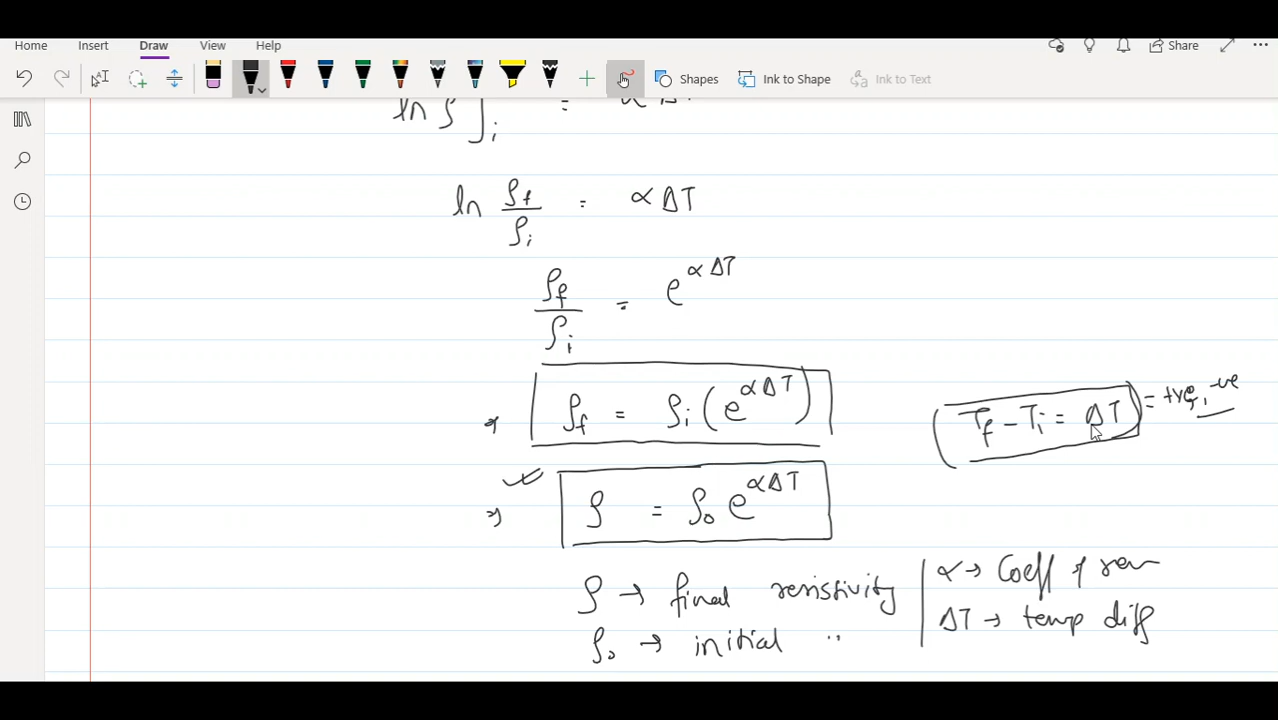 Home Insert Draw View Help Share
Shapes Ink to Shape Ink to Text
ln ρ ]i = α Δ
ln ρf/ρi = α ΔT
ρf/ρi = e^αΔT
ρf = ρi (e^αΔT)
Tf - Ti = ΔT = +ve, -ve
ρ = ρ₀ e^αΔT
ρ → final resistivity
α → Coeff of
ρ₀ → initial "
ΔT → temp diff